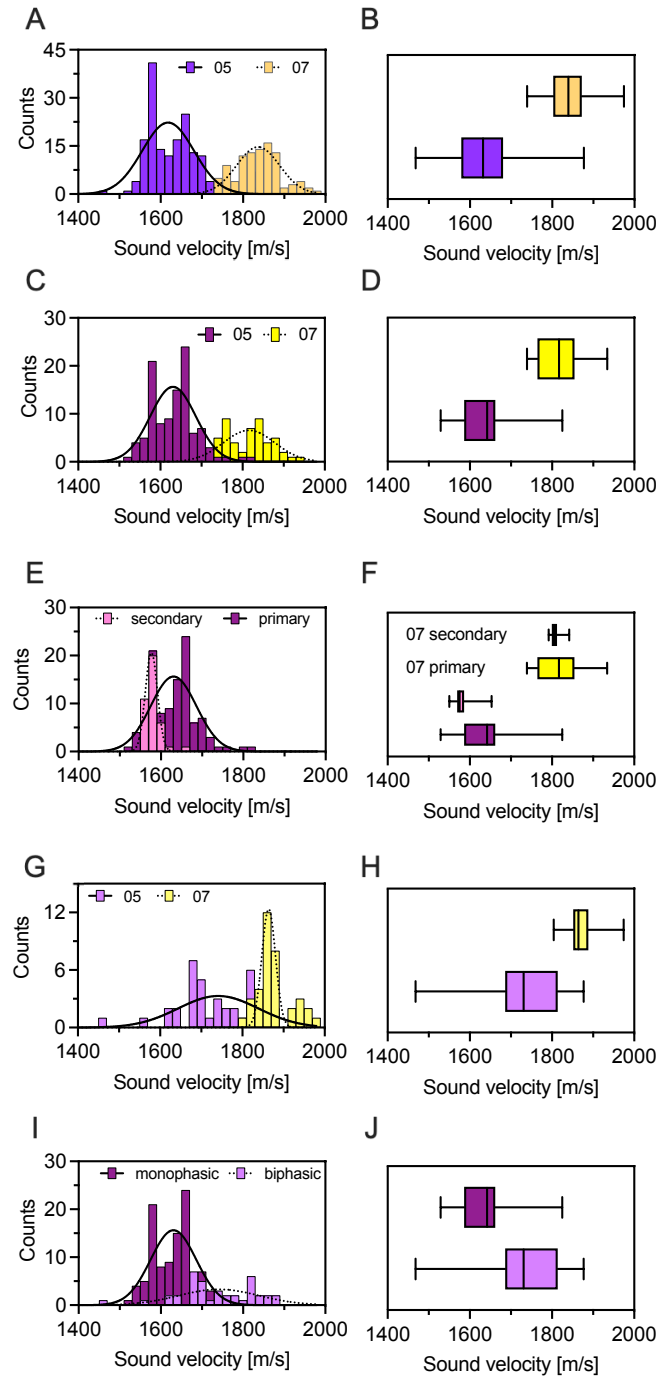 A
45
30
15
0
Counts
05 07
1400 1600 1800 2000
Sound velocity [m/s]
B
1400 1600 1800 2000
Sound velocity [m/s]
C
30
20
10
0
Counts
05 07
1400 1600 1800 2000
Sound velocity [m/s]
D
1400 1600 1800 2000
Sound velocity [m/s]
E
30
20
10
0
Counts
secondary primary
1400 1600 1800 2000
Sound velocity [m/s]
F
07 secondary
07 primary
1400 1600 1800 2000
Sound velocity [m/s]
G
12
9
6
3
0
Counts
05 07
1400 1600 1800 2000
Sound velocity [m/s]
H
1400 1600 1800 2000
Sound velocity [m/s]
I
30
20
10
0
Counts
monophasic biphasic
1400 1600 1800 2000
Sound velocity [m/s]
J
1400 1600 1800 2000
Sound velocity [m/s]